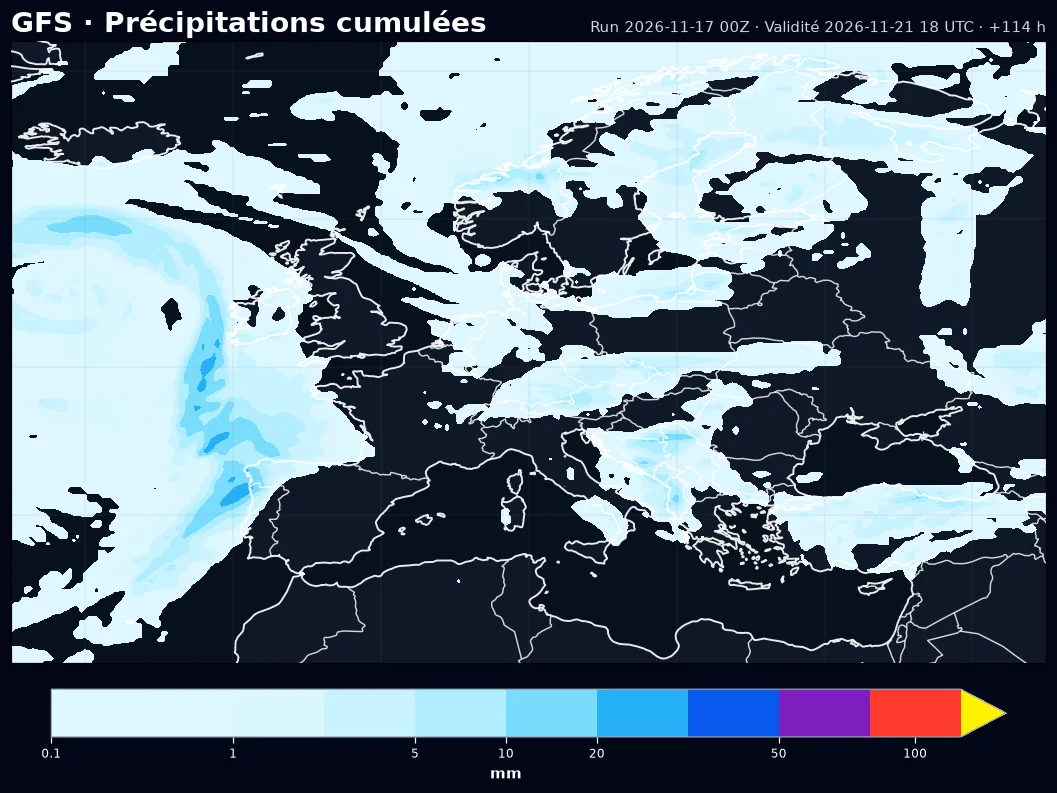 GFS · Précipitations cumulées
Run 2026-11-17 00Z · Validité 2026-11-21 18 UTC · +114 h
0.1 1 5 10 20 50 100
mm